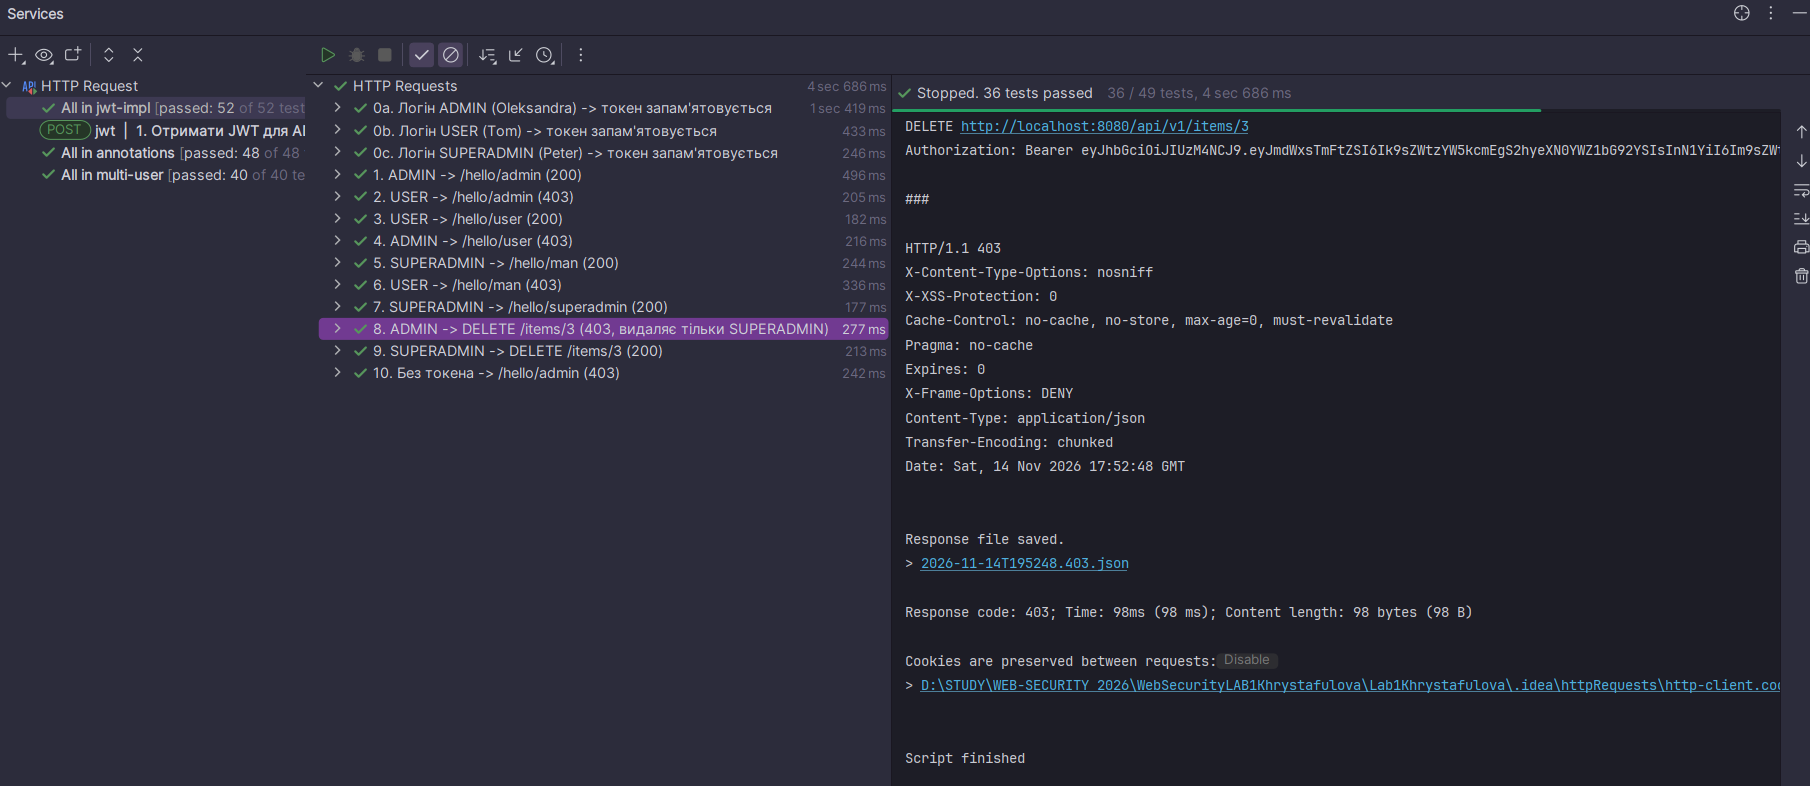 Services
HTTP Request
All in jwt-impl [passed: 52 of 52 test
POST jwt | 1. Отримати JWT для
All in annotations [passed: 48 of 48
All in multi-user [passed: 40 of 40 te
HTTP Requests 4 sec 686 ms
0a. Логін ADMIN (Oleksandra) -> токен запам'ятовується 1 sec 419 ms
0b. Логін USER (Tom) -> токен запам'ятовується 433 ms
0c. Логін SUPERADMIN (Peter) -> токен запам'ятовується 246 ms
1. ADMIN -> /hello/admin (200) 496 ms
2. USER -> /hello/admin (403) 205 ms
3. USER -> /hello/user (200) 182 ms
4. ADMIN -> /hello/user (403) 216 ms
5. SUPERADMIN -> /hello/man (200) 244 ms
6. USER -> /hello/man (403) 336 ms
7. SUPERADMIN -> /hello/superadmin (200) 177 ms
8. ADMIN -> DELETE /items/3 (403, видаляє тільки SUPERADMIN) 277 ms
9. SUPERADMIN -> DELETE /items/3 (200) 213 ms
10. Без токена -> /hello/admin (403) 242 ms
Stopped. 36 tests passed 36 / 49 tests, 4 sec 686 ms
DELETE http://localhost:8080/api/v1/items/3
Authorization: Bearer eyJhbGciOiJIUzM4NCJ9.eyJmdWxsTmFtZSI6Ik9sZWtzYW5kcmEgS2hyeXN0YWZ1bG92YSIsInN1YiI6Im9sZW
###
HTTP/1.1 403
X-Content-Type-Options: nosniff
X-XSS-Protection: 0
Cache-Control: no-cache, no-store, max-age=0, must-revalidate
Pragma: no-cache
Expires: 0
X-Frame-Options: DENY
Content-Type: application/json
Transfer-Encoding: chunked
Date: Sat, 14 Nov 2026 17:52:48 GMT
Response file saved.
> 2026-11-14T195248.403.json
Response code: 403; Time: 98ms (98 ms); Content length: 98 bytes (98 B)
Cookies are preserved between requests: Disable
> D:\STUDY\WEB-SECURITY 2026\WebSecurityLAB1Khrystafulova\Lab1Khrystafulova\.idea\httpRequests\http-client.coo
Script finished